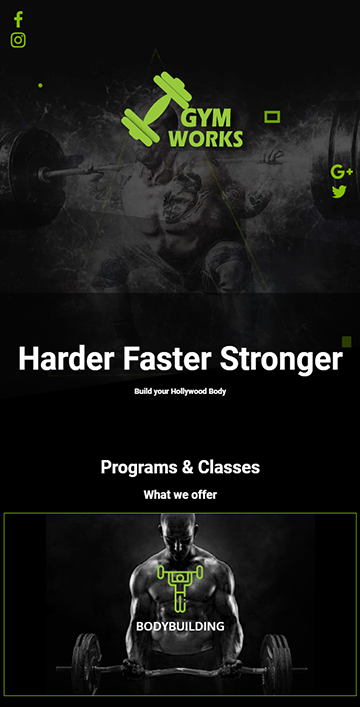 GYM
WORKS
G+
Harder Faster Stronger
Build your Hollywood Body
Programs & Classes
What we offer
BODYBUILDING